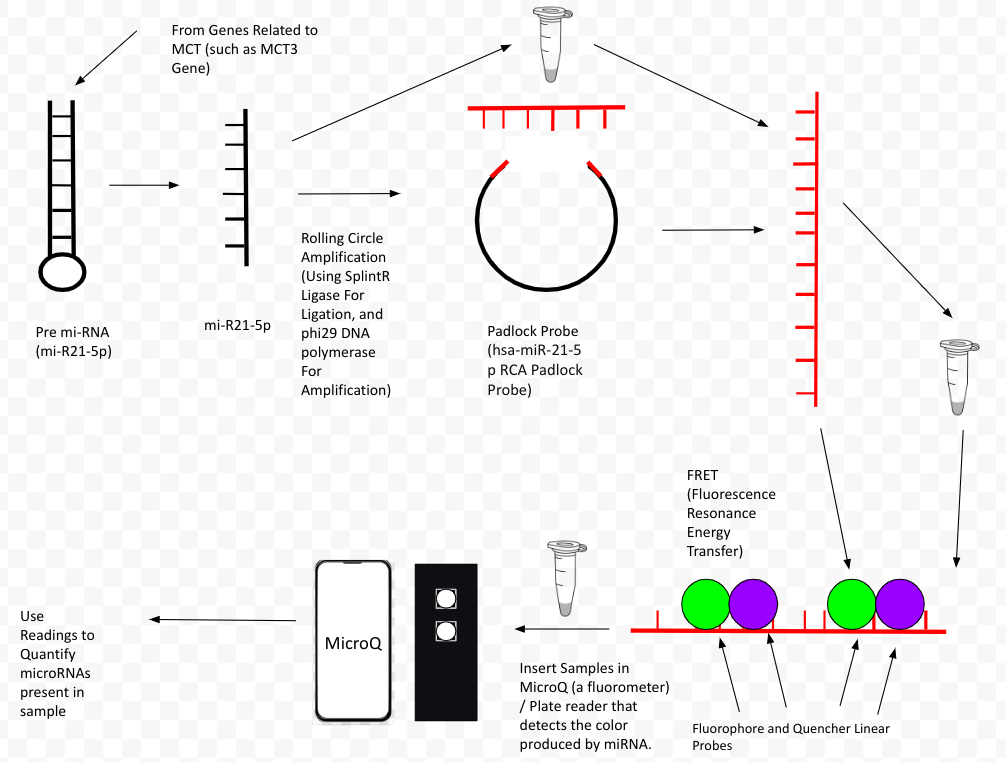 From Genes Related to
MCT (such as MCT3
Gene)
Pre mi-RNA
(mi-R21-5p)
mi-R21-5p
Rolling Circle
Amplification
(Using SplintR
Ligase For
Ligation, and
phi29 DNA
polymerase
For
Amplification)
Padlock Probe
(hsa-miR-21-5
p RCA Padlock
Probe)
FRET
(Fluorescence
Resonance
Energy
Transfer)
Fluorophore and Quencher Linear
Probes
Insert Samples in
MicroQ (a fluorometer)
/ Plate reader that
detects the color
produced by miRNA.
MicroQ
Use
Readings to
Quantify
microRNAs
present in
sample